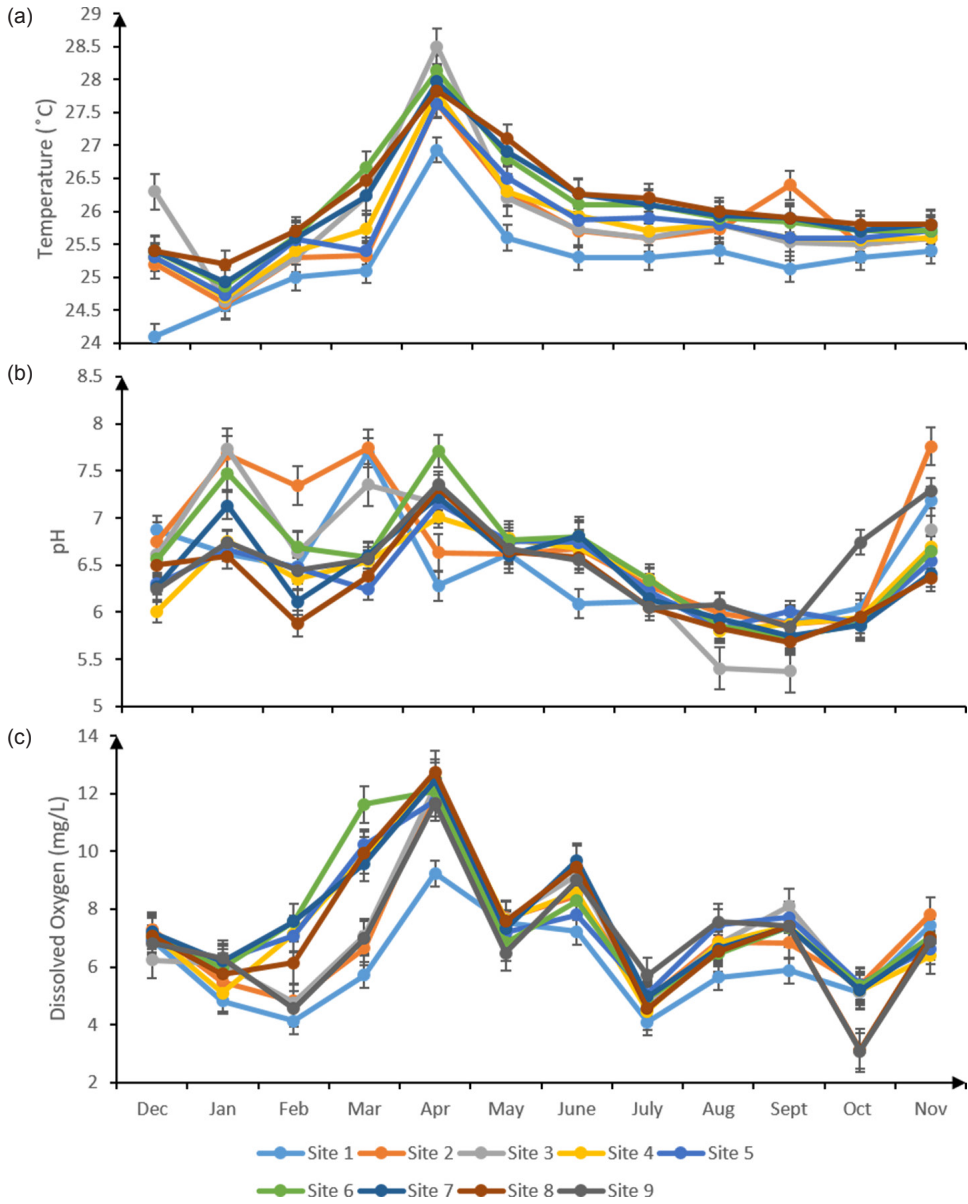 (a)
29
28.5
28
27.5
27
26.5
26
25.5
25
24.5
24
Temperature (˚C)
(b)
8.5
8
7.5
7
6.5
6
5.5
5
pH
(c)
14
12
10
8
6
4
2
Dissolved Oxygen (mg/L)
Dec Jan Feb Mar Apr May June July Aug Sept Oct Nov
Site 1 Site 2 Site 3 Site 4 Site 5
Site 6 Site 7 Site 8 Site 9